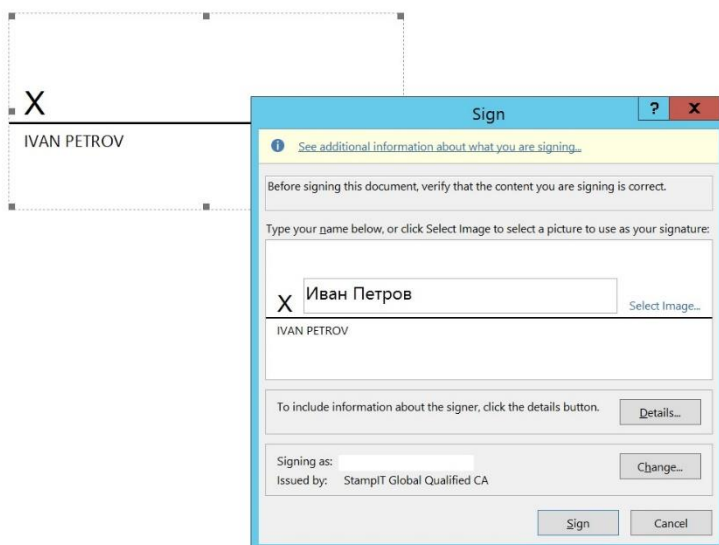 X
IVAN PETROV
Sign
?
X
See additional information about what you are signing...
Before signing this document, verify that the content you are signing is correct.
Type your name below, or click Select Image to select a picture to use as your signature:
X Иван Петров
Select Image...
IVAN PETROV
To include information about the signer, click the details button.
Details...
Signing as:
Change...
Issued by: StampIT Global Qualified CA
Sign
Cancel